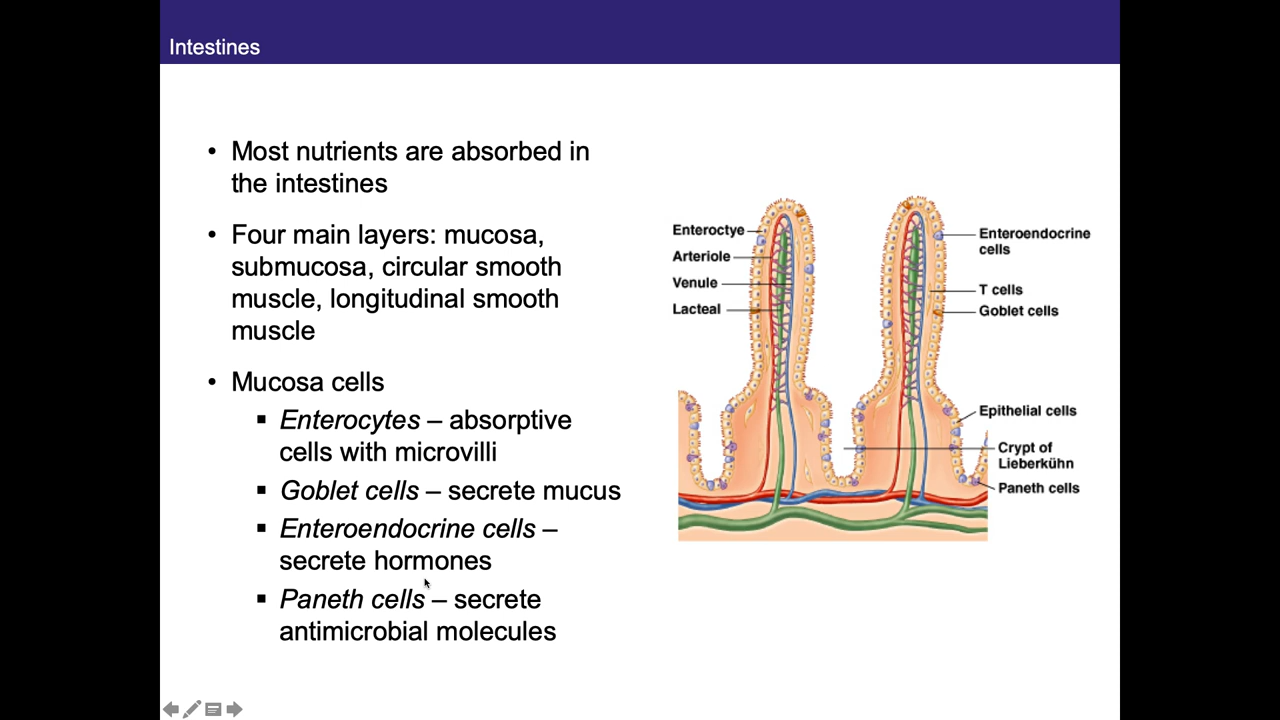 Intestines
• Most nutrients are absorbed in
the intestines
• Four main layers: mucosa,
submucosa, circular smooth
muscle, longitudinal smooth
muscle
• Mucosa cells
▪ Enterocytes – absorptive
cells with microvilli
▪ Goblet cells – secrete mucus
▪ Enteroendocrine cells –
secrete hormones
▪ Paneth cells – secrete
antimicrobial molecules
Enteroctye
Arteriole
Venule
Lacteal
Enteroendocrine
cells
T cells
Goblet cells
Epithelial cells
Crypt of
Lieberkühn
Paneth cells